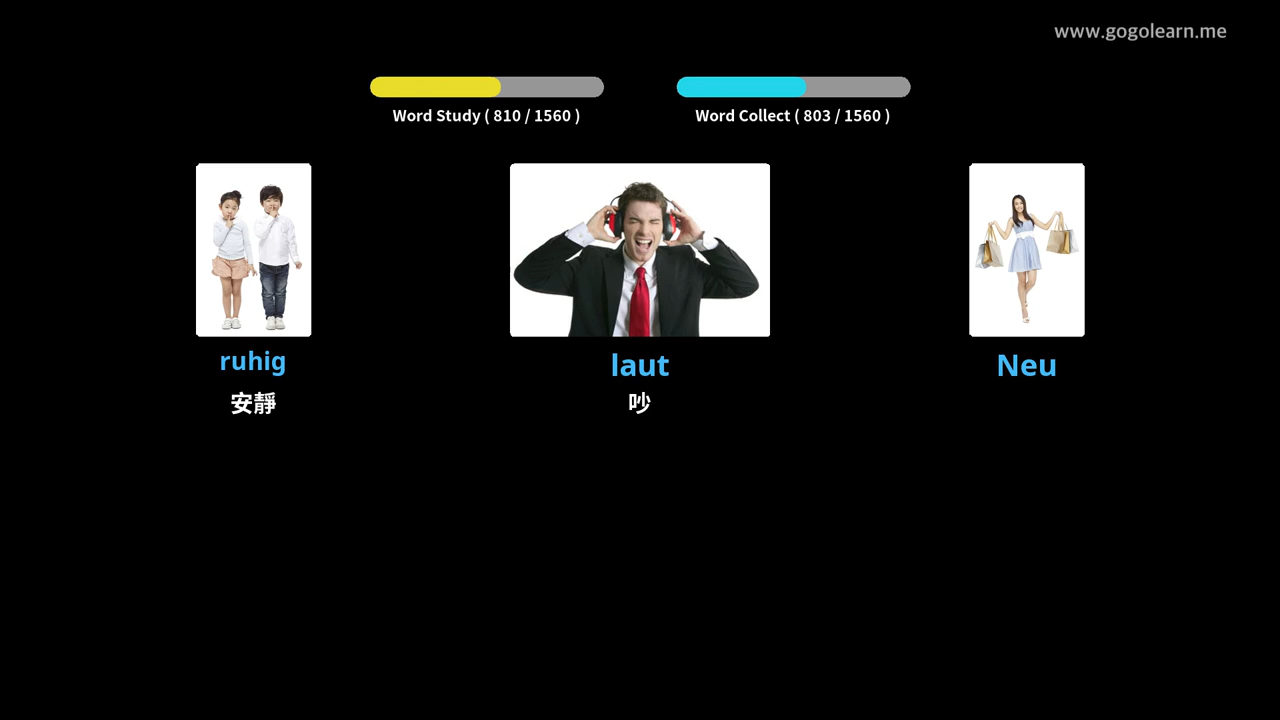 www.gogolearn.me
Word Study ( 810 / 1560 )
Word Collect ( 803 / 1560 )
ruhig
安靜
laut
吵
Neu